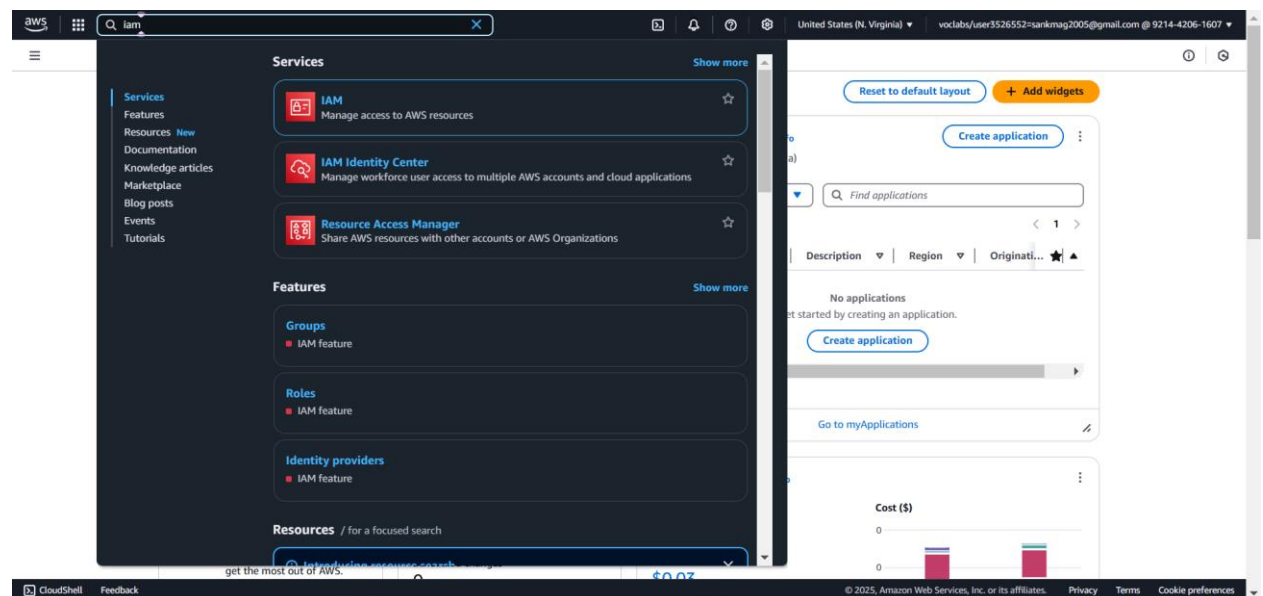 aws
iam
United States (N. Virginia) ▼
voclabs/user3526552=sankmag2005@gmail.com @ 9214-4206-1607 ▼
Services
Features
Resources New
Documentation
Knowledge articles
Marketplace
Blog posts
Events
Tutorials
Services
Show more
IAM
Manage access to AWS resources
IAM Identity Center
Manage workforce user access to multiple AWS accounts and cloud applications
Resource Access Manager
Share AWS resources with other accounts or AWS Organizations
Features
Show more
Groups
IAM feature
Roles
IAM feature
Identity providers
IAM feature
Resources / for a focused search
Introducing resource search
Reset to default layout
+ Add widgets
Create application
a)
Find applications
1
Description
Region
Originati...
No applications
et started by creating an application.
Create application
Go to myApplications
Cost ($)
0
0
get the most out of AWS.
$0.03
CloudShell
Feedback
© 2025, Amazon Web Services, Inc. or its affiliates.
Privacy
Terms
Cookie preferences